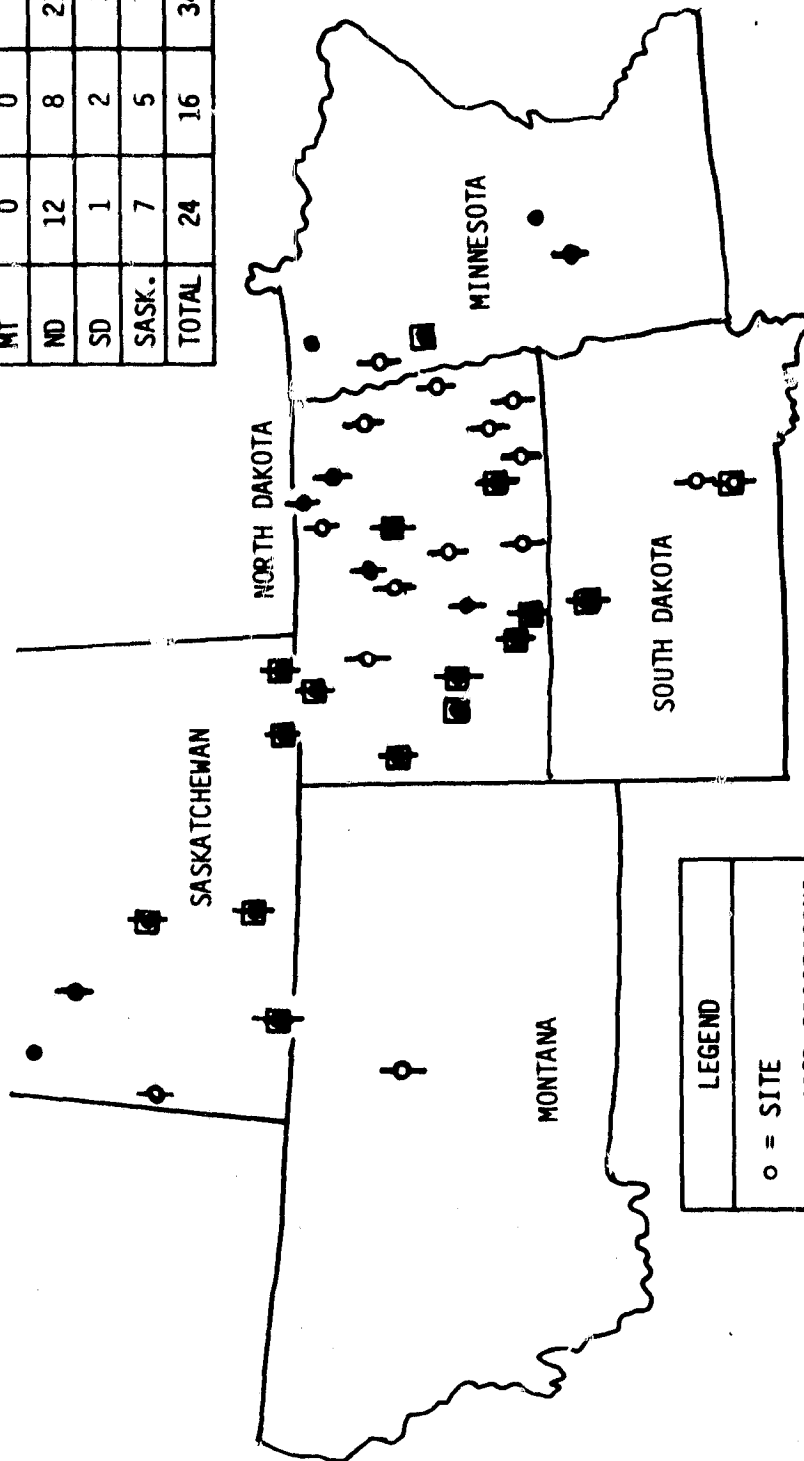 MT 0 0
ND 12 8
SD 1 2
SASK. 7 5
TOTAL 24 16
SASKATCHEWAN
NORTH DAKOTA
MINNESOTA
MONTANA
SOUTH DAKOTA
LEGEND
o = SITE